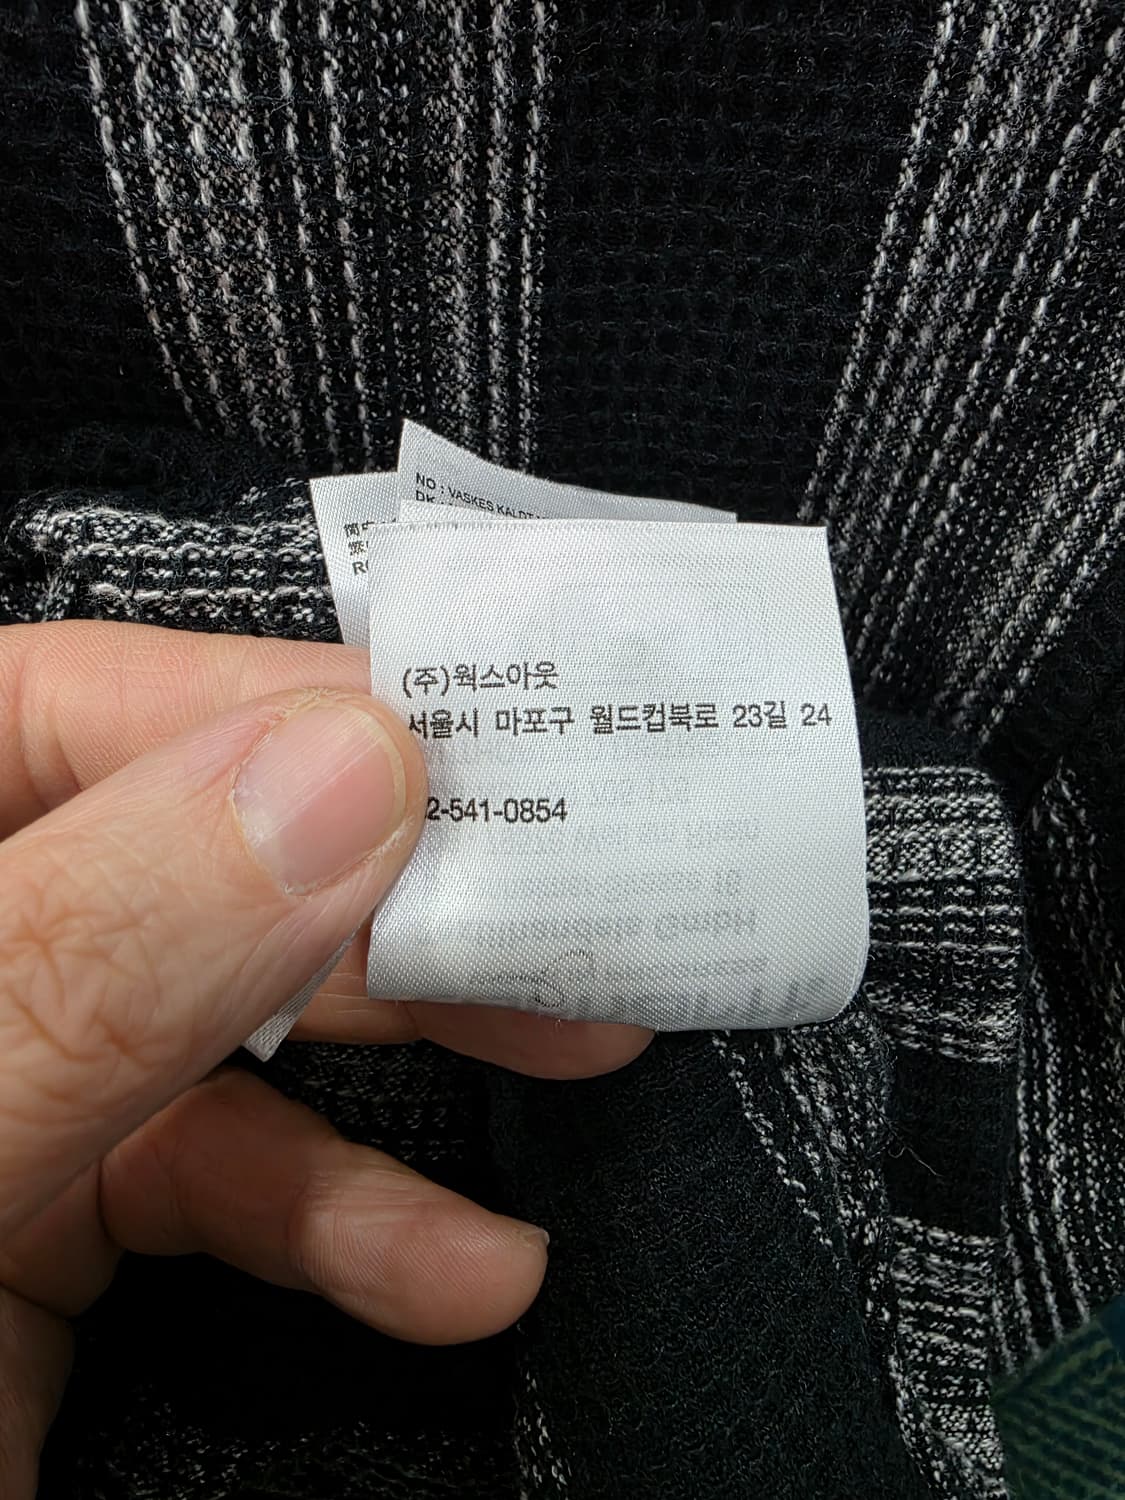 NO : VASKES KALDT
DK
(주)웍스아웃
서울시 마포구 월드컵북로 23길 24
2-541-0854